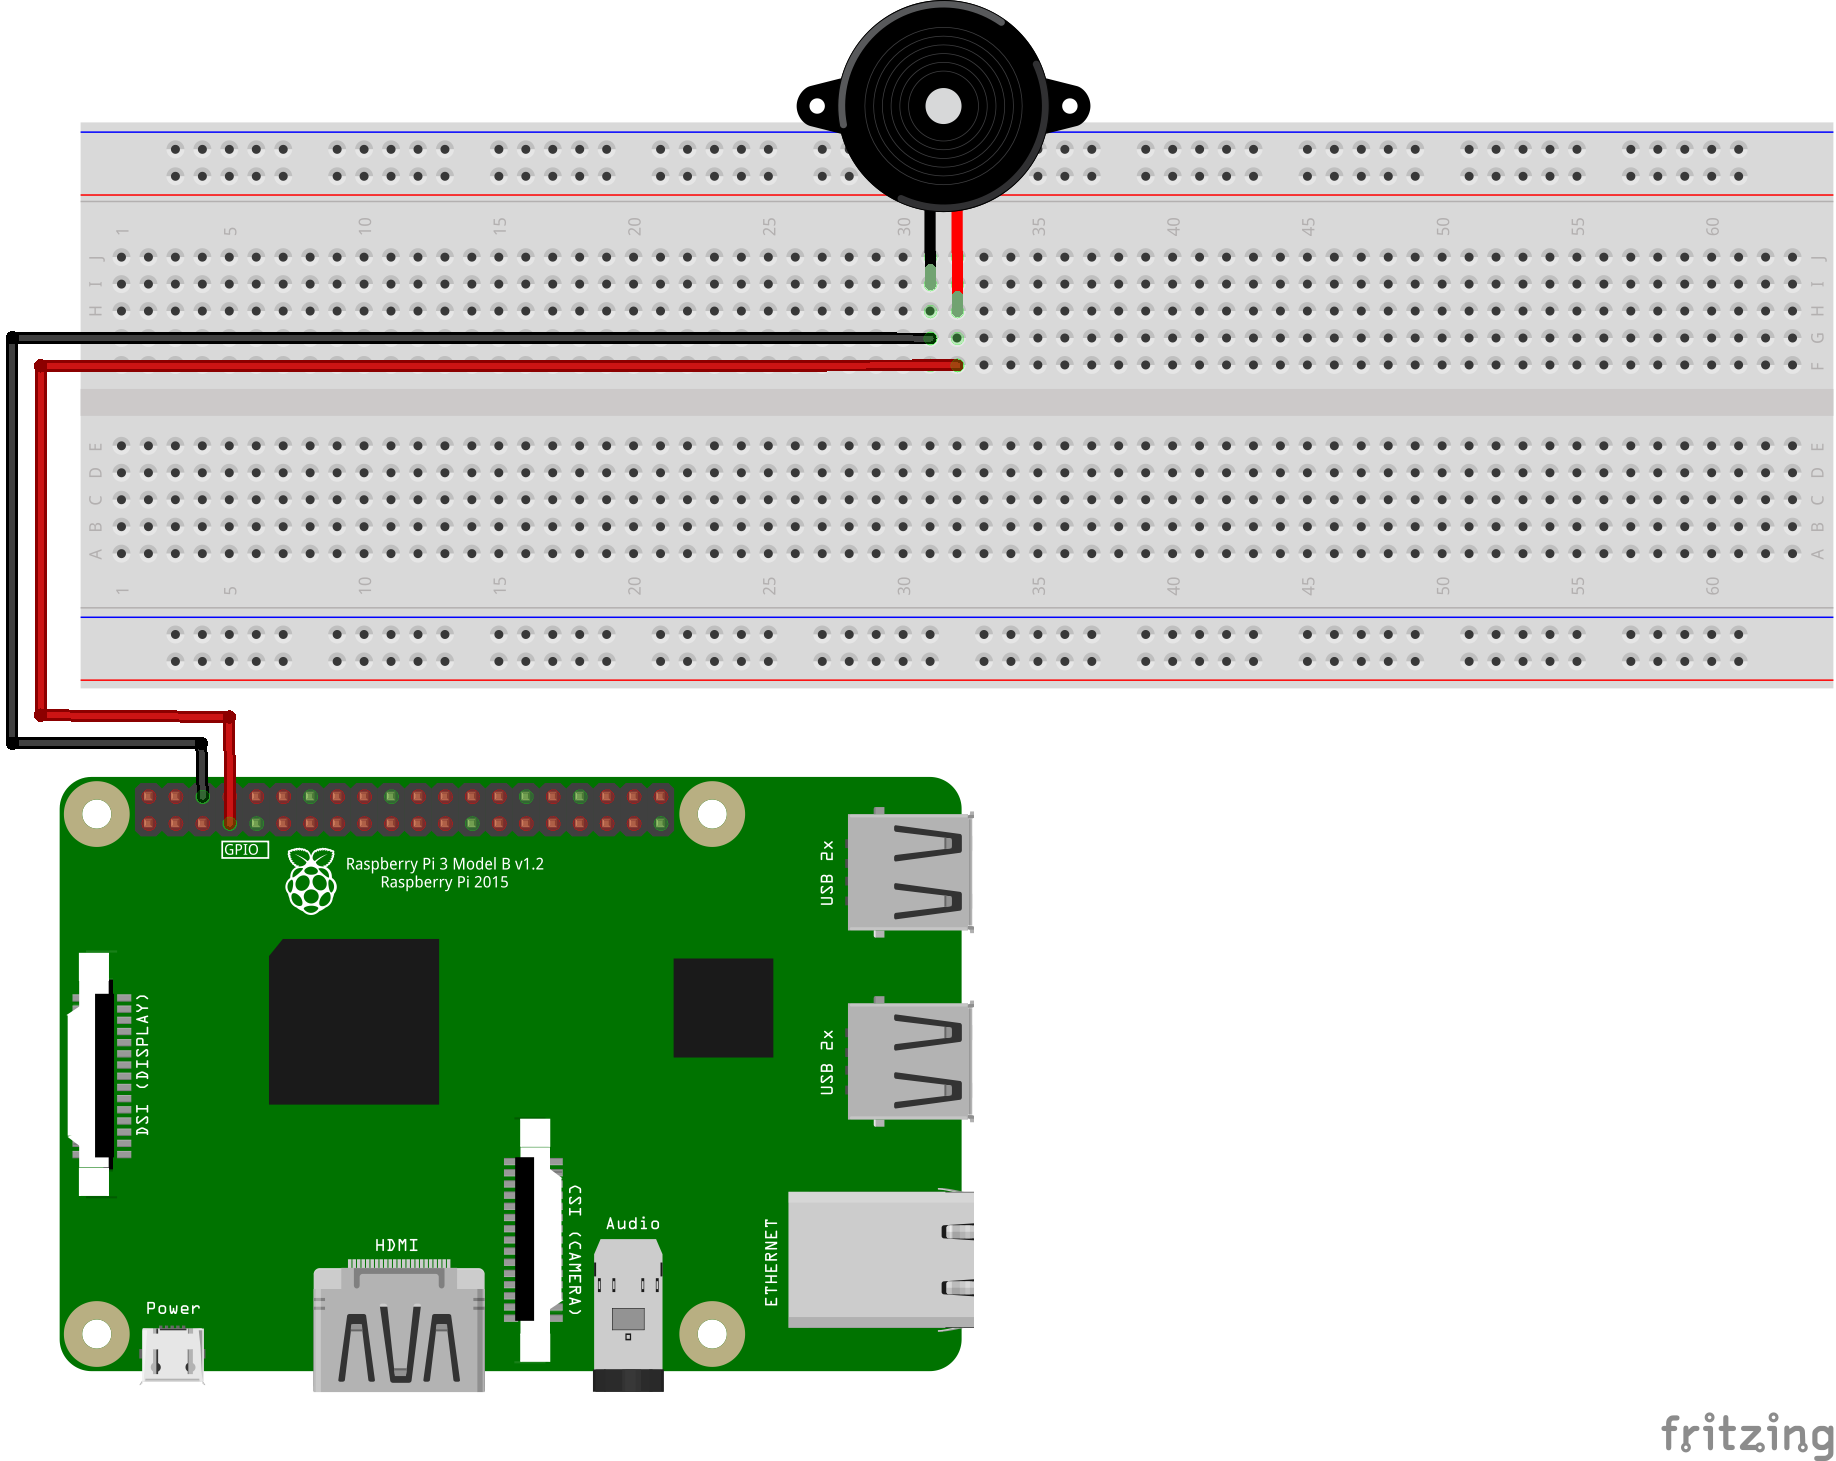 1 5 10 15 20 25 30 35 40 45 50 55 60
J J
I I
H H
G
F
E E
D D
C C
B B
A A
1 5 10 15 20 25 30 35 40 45 50 55 60
GPIO
Raspberry Pi 3 Model B v1.2
Raspberry Pi 2015
USB 2x
DSI (DISPLAY)
USB 2x
CSI (CAMERA)
Audio
ETHERNET
HDMI
Power
fritzing